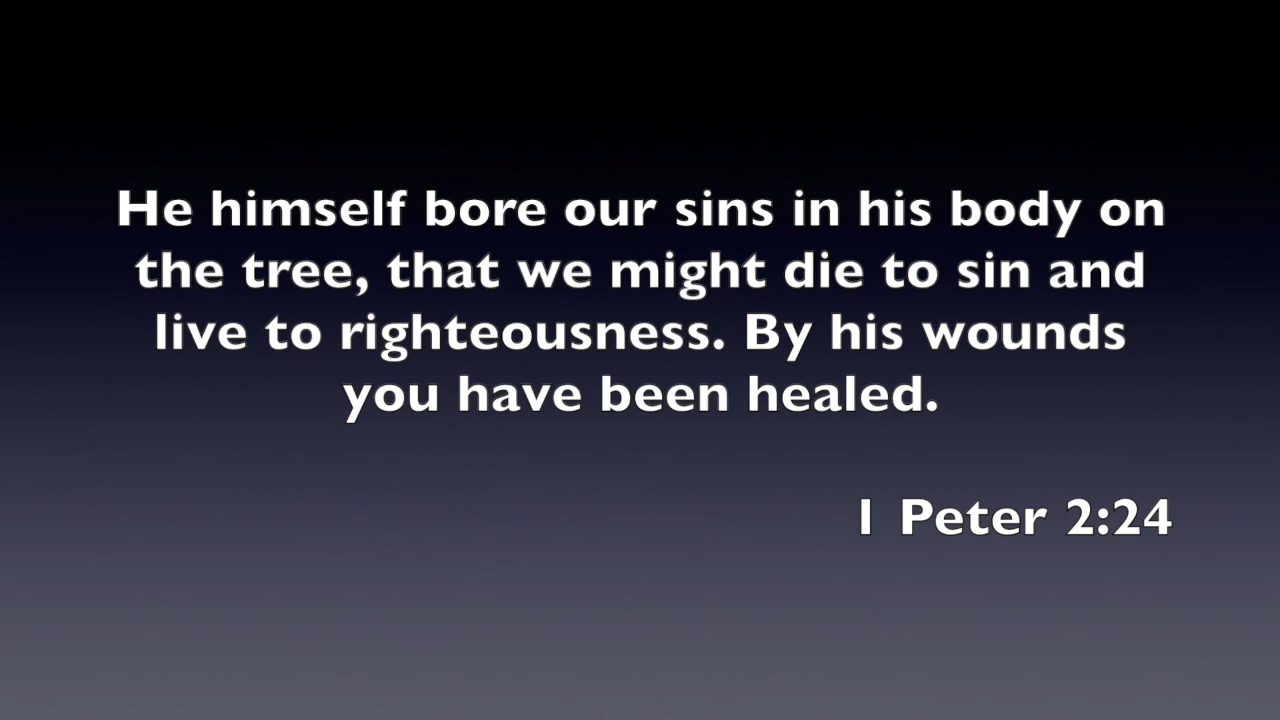 He himself bore our sins in his body on
the tree, that we might die to sin and
live to righteousness. By his wounds
you have been healed.
1 Peter 2:24